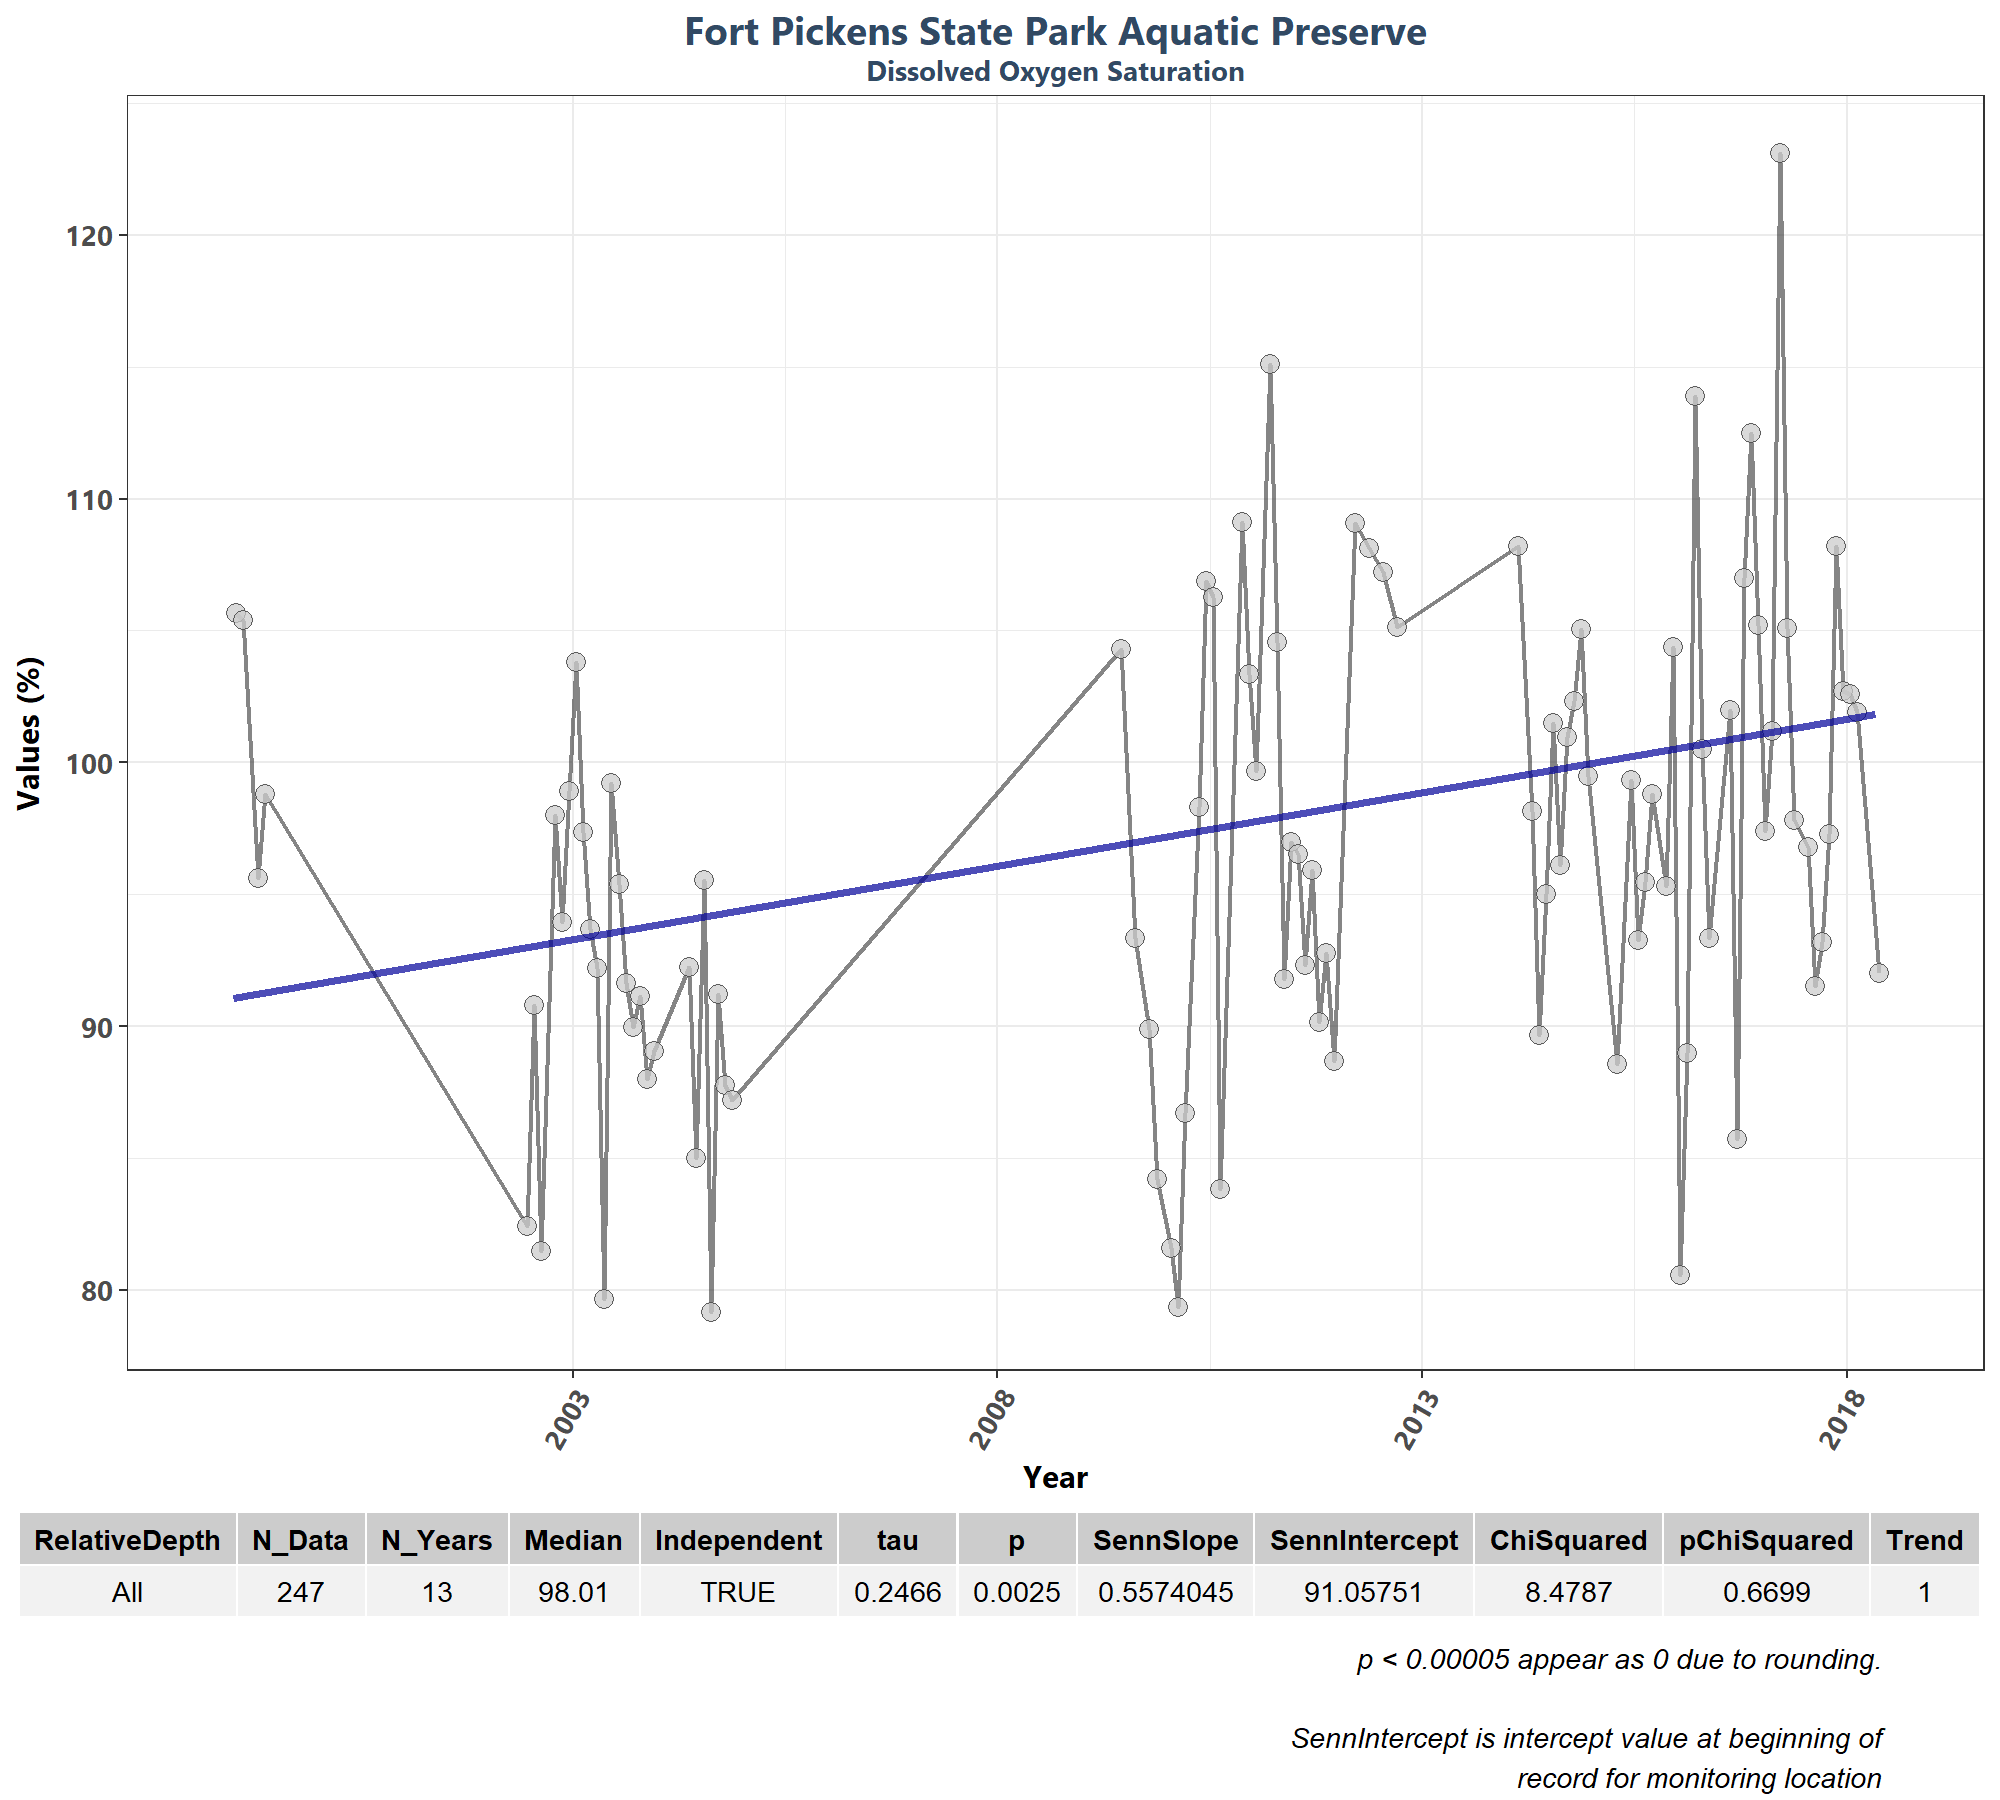 Fort Pickens State Park Aquatic Preserve
Dissolved Oxygen Saturation
Values (%)
120
110
100
90
80
2003
2008
2013
2018
Year
RelativeDepth N_Data N_Years Median Independent tau p SennSlope SennIntercept ChiSquared pChiSquared Trend
All 247 13 98.01 TRUE 0.2466 0.0025 0.5574045 91.05751 8.4787 0.6699 1
p < 0.00005 appear as 0 due to rounding.
SennIntercept is intercept value at beginning of
record for monitoring location